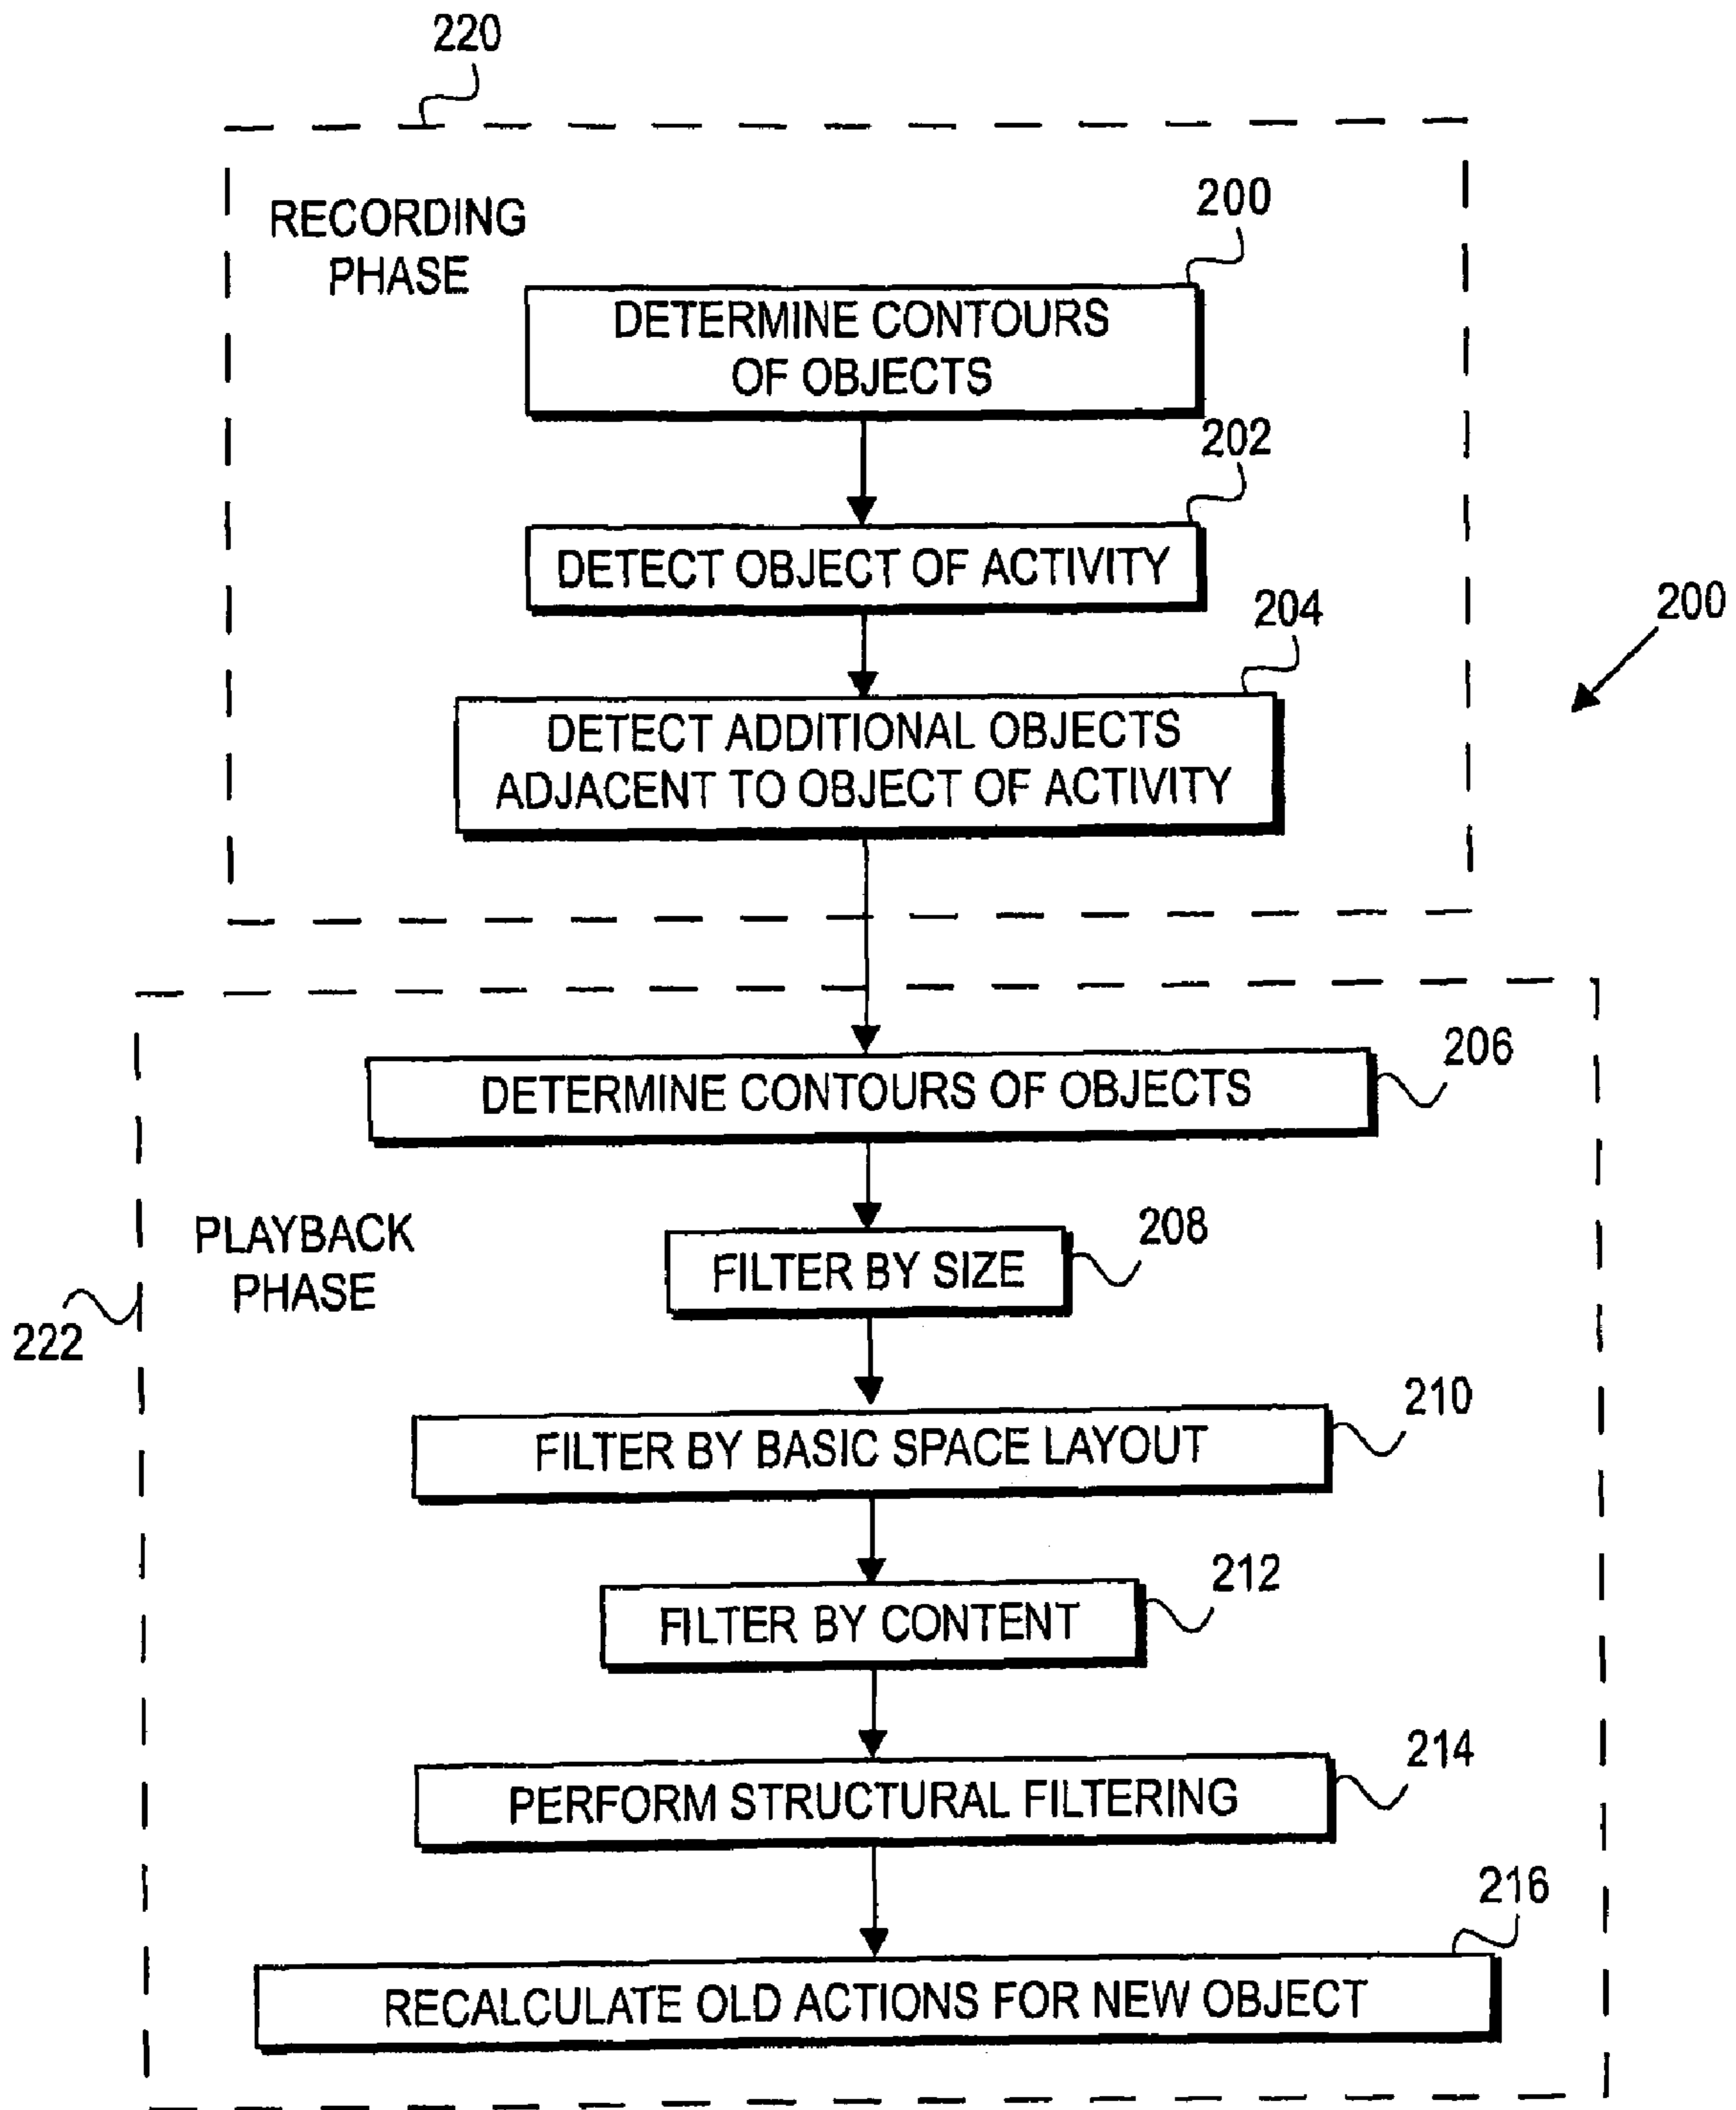 220
RECORDING
PHASE
200
DETERMINE CONTOURS
OF OBJECTS
202
DETECT OBJECT OF ACTIVITY
204
200
DETECT ADDITIONAL OBJECTS
ADJACENT TO OBJECT OF ACTIVITY
206
DETERMINE CONTOURS OF OBJECTS
PLAYBACK
PHASE
222
208
FILTER BY SIZE
210
FILTER BY BASIC SPACE LAYOUT
212
FILTER BY CONTENT
214
PERFORM STRUCTURAL FILTERING
216
RECALCULATE OLD ACTIONS FOR NEW OBJECT